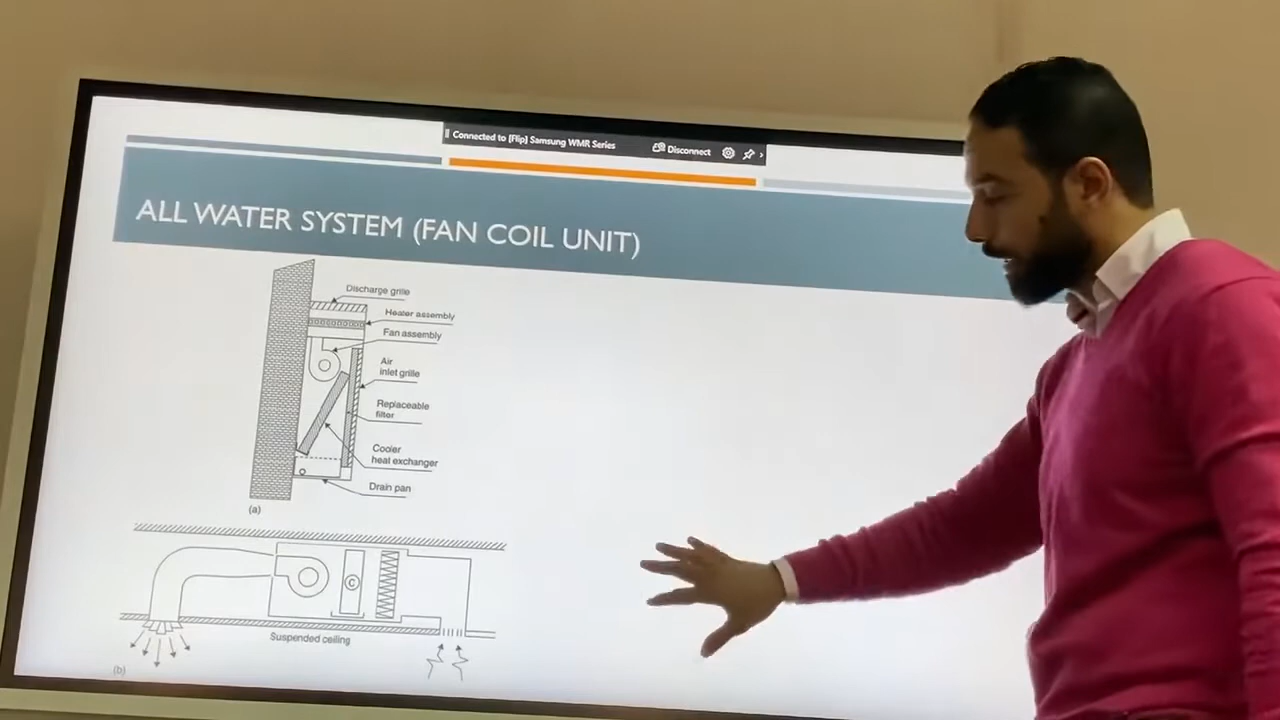 Connected to [Flip] Samsung WMR Series
Disconnect
ALL WATER SYSTEM (FAN COIL UNIT)
Discharge grille
Heater assembly
Fan assembly
Air
inlet grille
Replaceable
filter
Cooler
heat exchanger
Drain pan
(a)
C
Suspended ceiling
(b)